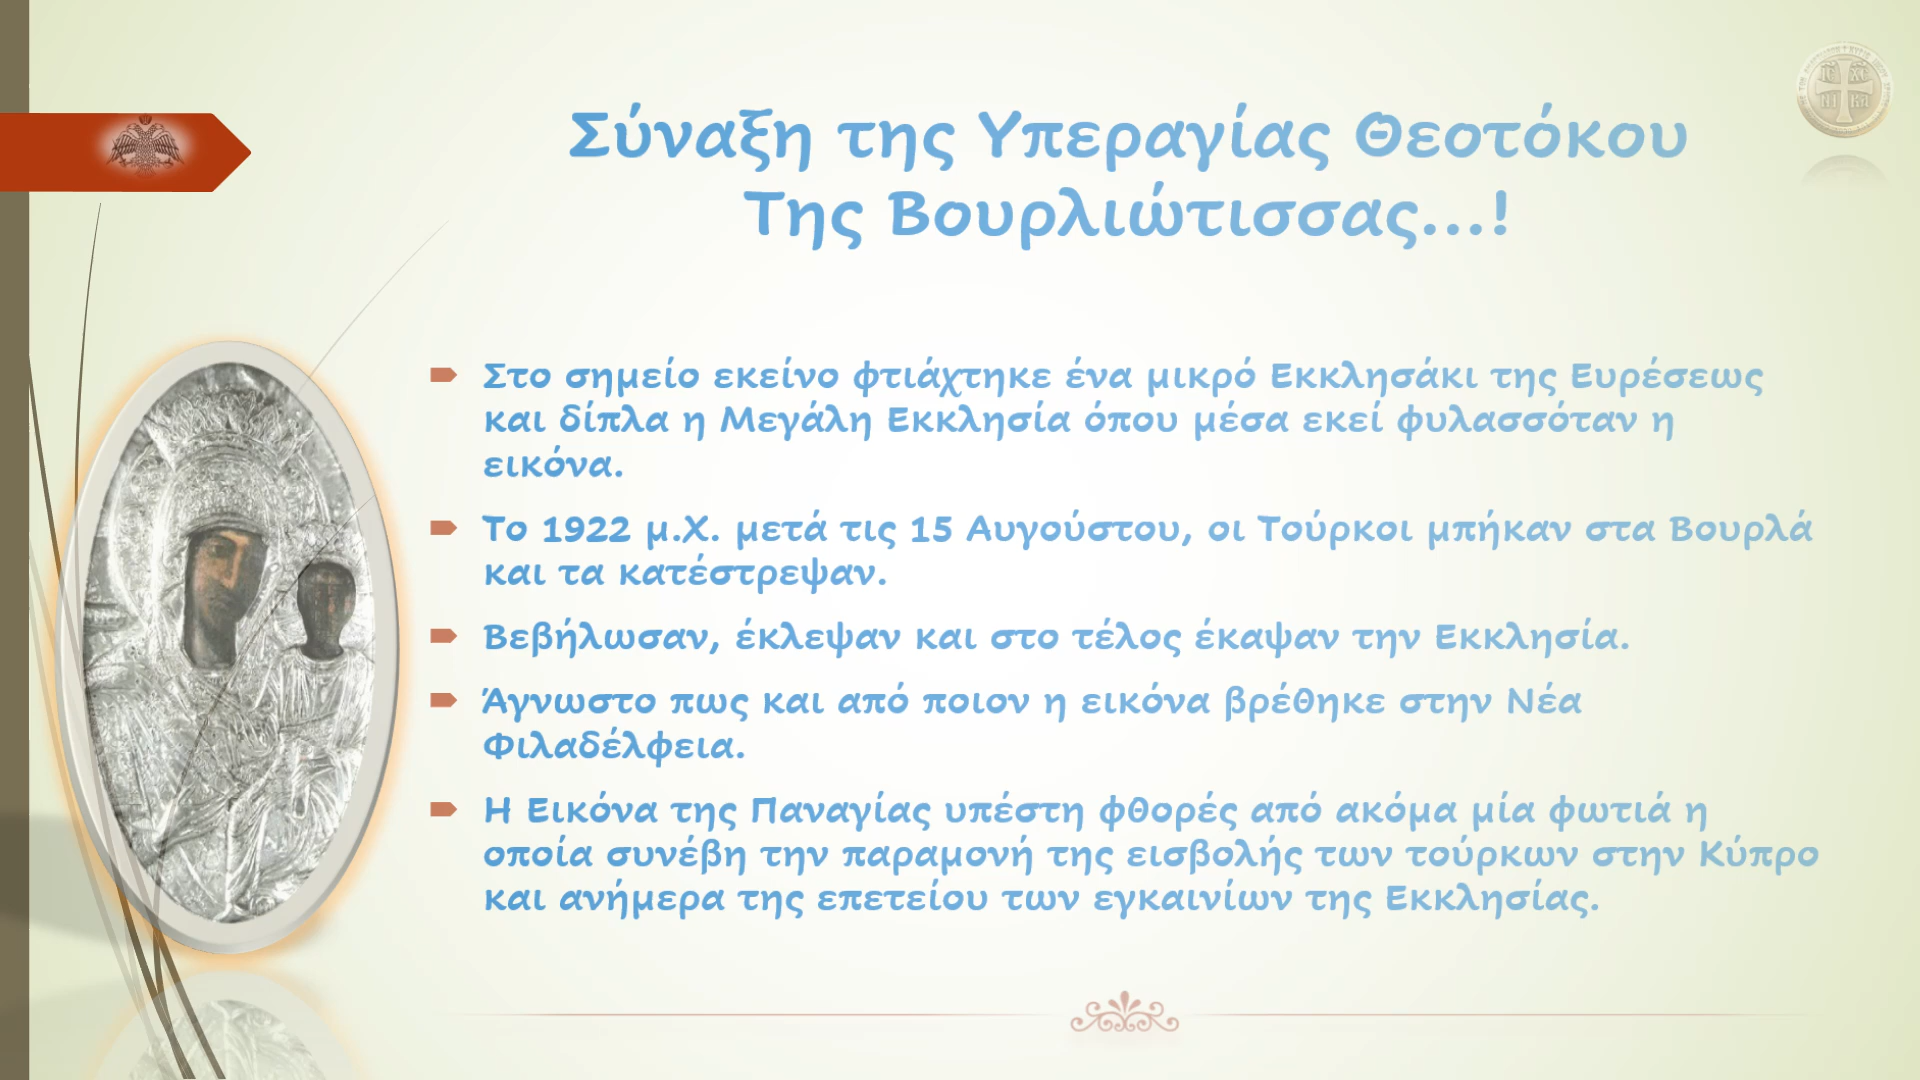 Σύναξη της Υπεραγίας Θεοτόκου
Της Βουρλιώτισσας...!
IC XC
NI KA
Στο σημείο εκείνο φτιάχτηκε ένα μικρό Εκκλησάκι της Ευρέσεως
και δίπλα η Μεγάλη Εκκλησία όπου μέσα εκεί φυλασσόταν η
εικόνα.
Το 1922 μ.Χ. μετά τις 15 Αυγούστου, οι Τούρκοι μπήκαν στα Βουρλά
και τα κατέστρεψαν.
Βεβήλωσαν, έκλεψαν και στο τέλος έκαψαν την Εκκλησία.
Άγνωστο πως και από ποιον η εικόνα βρέθηκε στην Νέα
Φιλαδέλφεια.
Η Εικόνα της Παναγίας υπέστη φθορές από ακόμα μία φωτιά η
οποία συνέβη την παραμονή της εισβολής των τούρκων στην Κύπρο
και ανήμερα της επετείου των εγκαινίων της Εκκλησίας.